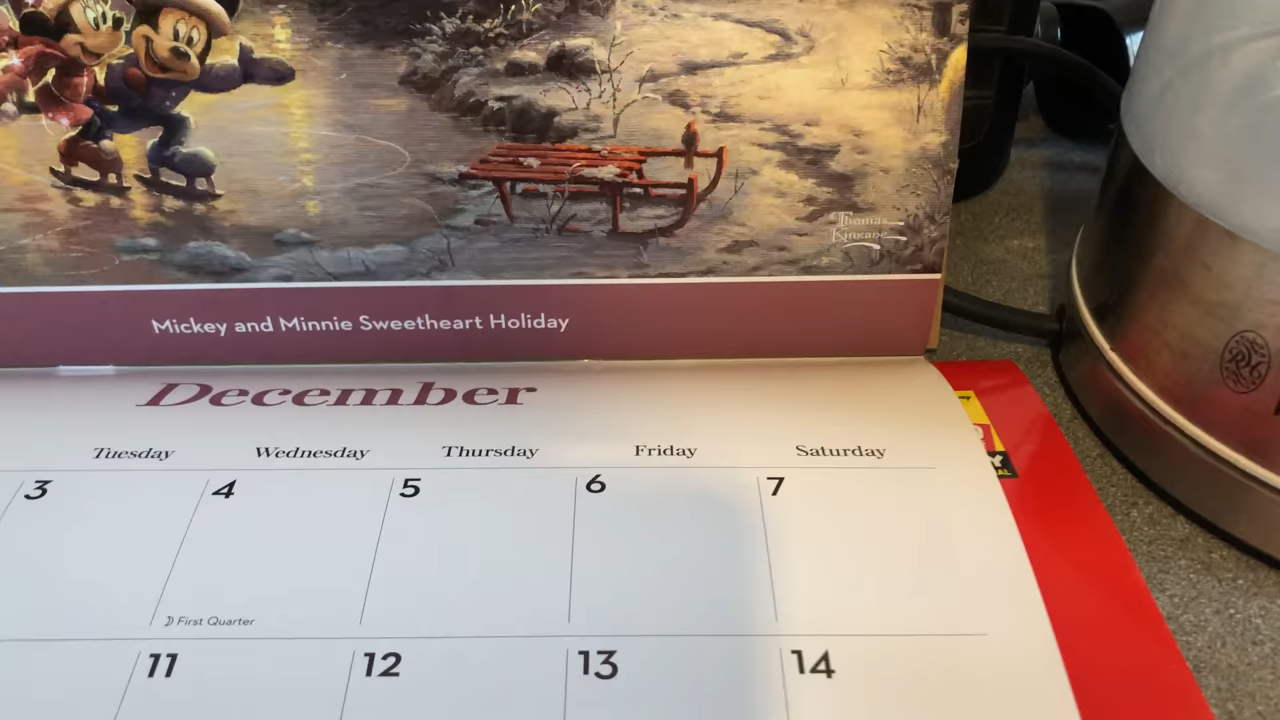 Thomas
Kinkade
Mickey and Minnie Sweetheart Holiday
December
Tuesday Wednesday Thursday Friday Saturday
3 4 5 6 7
First Quarter
11 12 13 14